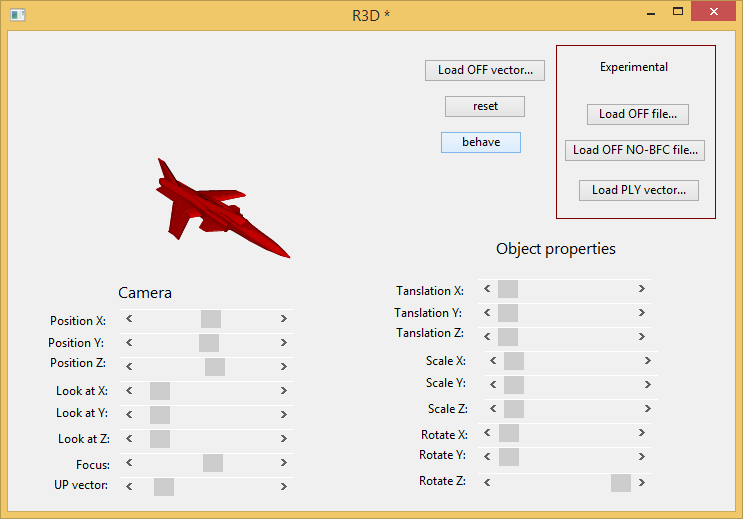 R3D *
Load OFF vector...
reset
behave
Experimental
Load OFF file...
Load OFF NO-BFC file...
Load PLY vector...
Camera
Position X:
Position Y:
Position Z:
Look at X:
Look at Y:
Look at Z:
Focus:
UP vector:
Object properties
Tanslation X:
Tanslation Y:
Tanslation Z:
Scale X:
Scale Y:
Scale Z:
Rotate X:
Rotate Y:
Rotate Z: